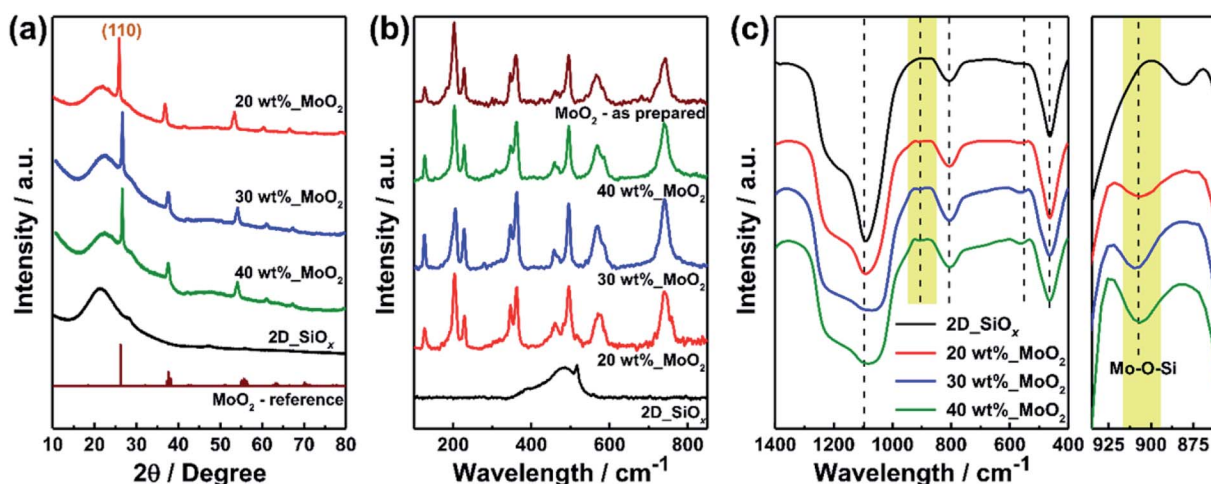 (a)
(110)
20 wt%_MoO₂
30 wt%_MoO₂
40 wt%_MoO₂
2D_SiOₓ
MoO₂ - reference
Intensity / a.u.
10 20 30 40 50 60 70 80
2θ / Degree
(b)
MoO₂ - as prepared
40 wt%_MoO₂
30 wt%_MoO₂
20 wt%_MoO₂
2D_SiOₓ
Intensity / a.u.
200 400 600 800
Wavelength / cm⁻¹
(c)
2D_SiOₓ
20 wt%_MoO₂
30 wt%_MoO₂
40 wt%_MoO₂
Mo-O-Si
Intensity / a.u.
1400 1200 1000 800 600 400
925 900 875
Wavelength / cm⁻¹